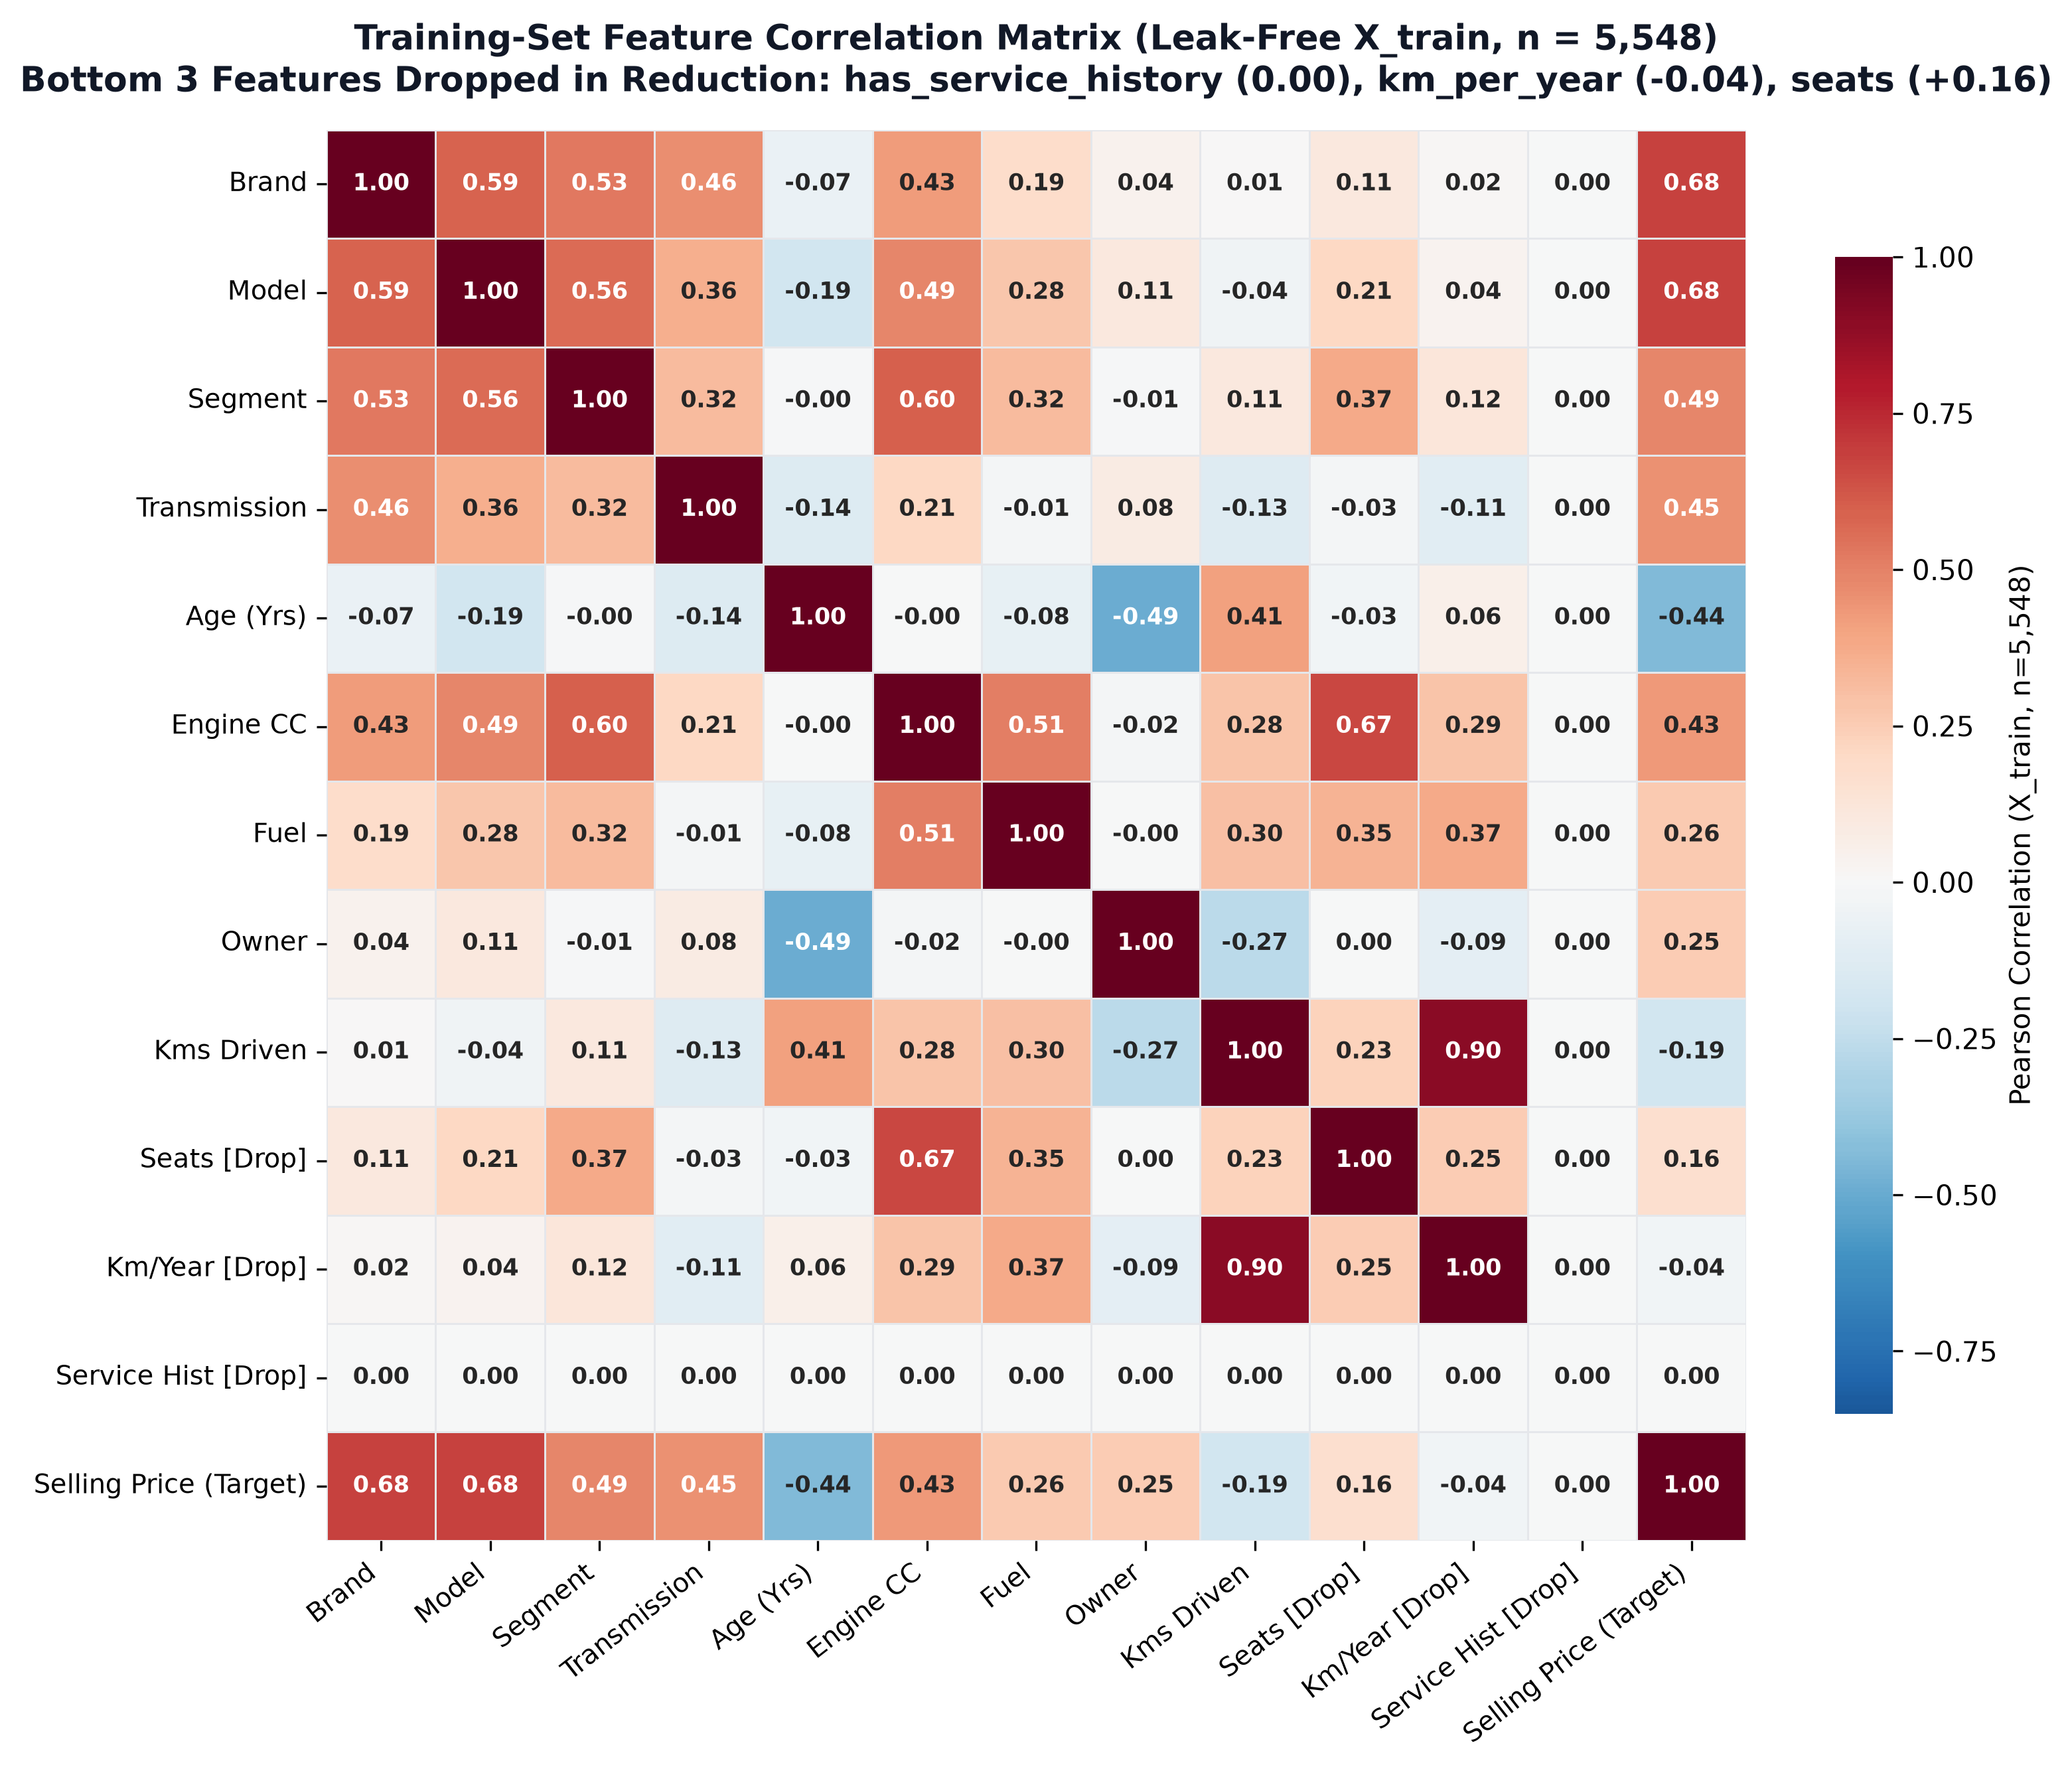 Training-Set Feature Correlation Matrix (Leak-Free X_train, n = 5,548)
Bottom 3 Features Dropped in Reduction: has_service_history (0.00), km_per_year (-0.04), seats (+0.16)
Brand 1.00 0.59 0.53 0.46 -0.07 0.43 0.19 0.04 0.01 0.11 0.02 0.00 0.68
Model 0.59 1.00 0.56 0.36 -0.19 0.49 0.28 0.11 -0.04 0.21 0.04 0.00 0.68
Segment 0.53 0.56 1.00 0.32 -0.00 0.60 0.32 -0.01 0.11 0.37 0.12 0.00 0.49
Transmission 0.46 0.36 0.32 1.00 -0.14 0.21 -0.01 0.08 -0.13 -0.03 -0.11 0.00 0.45
Age (Yrs) -0.07 -0.19 -0.00 -0.14 1.00 -0.00 -0.08 -0.49 0.41 -0.03 0.06 0.00 -0.44
Engine CC 0.43 0.49 0.60 0.21 -0.00 1.00 0.51 -0.02 0.28 0.67 0.29 0.00 0.43
Fuel 0.19 0.28 0.32 -0.01 -0.08 0.51 1.00 -0.00 0.30 0.35 0.37 0.00 0.26
Owner 0.04 0.11 -0.01 0.08 -0.49 -0.02 -0.00 1.00 -0.27 0.00 -0.09 0.00 0.25
Kms Driven 0.01 -0.04 0.11 -0.13 0.41 0.28 0.30 -0.27 1.00 0.23 0.90 0.00 -0.19
Seats [Drop] 0.11 0.21 0.37 -0.03 -0.03 0.67 0.35 0.00 0.23 1.00 0.25 0.00 0.16
Km/Year [Drop] 0.02 0.04 0.12 -0.11 0.06 0.29 0.37 -0.09 0.90 0.25 1.00 0.00 -0.04
Service Hist [Drop] 0.00 0.00 0.00 0.00 0.00 0.00 0.00 0.00 0.00 0.00 0.00 0.00 0.00
Selling Price (Target) 0.68 0.68 0.49 0.45 -0.44 0.43 0.26 0.25 -0.19 0.16 -0.04 0.00 1.00
Brand
Model
Segment
Transmission
Age (Yrs)
Engine CC
Fuel
Owner
Kms Driven
Seats [Drop]
Km/Year [Drop]
Service Hist [Drop]
Selling Price (Target)
1.00
0.75
0.50
0.25
0.00
−0.25
−0.50
−0.75
Pearson Correlation (X_train, n=5,548)